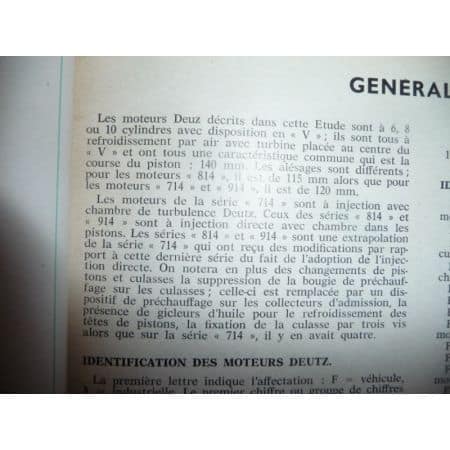 GENERAL
Les moteurs Deuz décrits dans cette Etude sont à 6, 8
ou 10 cylindres avec disposition en « V » ; ils sont tous à
refroidissement par air avec turbine placée au centre du
« V » et ont tous une caractéristique commune qui est la
course du piston : 140 mm. Les alésages sont différents ;
pour les moteurs « 814 », il est de 115 mm alors que pour
les moteurs « 714 » et « 914 », il est de 120 mm.
Les moteurs de la série « 714 » sont à injection avec
chambre de turbulence Deutz. Ceux des séries « 814 » et
« 914 » sont à injection directe avec chambre dans les
pistons. Les séries « 814 » et « 914 » sont une extrapolation
de la série « 714 » qui ont reçu des modifications par rap-
port à cette dernière série du fait de l'adoption de l'injec-
tion directe. On notera en plus des changements de pis-
tons et culasses la suppression de la bougie de préchauf-
fage sur les culasses ; celle-ci est remplacée par un dis-
positif de préchauffage sur les collecteurs d'admission, la
présence de gicleurs d'huile pour le refroidissement des
têtes de pistons, la fixation de la culasse par trois vis
alors que sur la série « 714 », il y en avait quatre.
IDENTIFICATION DES MOTEURS DEUTZ.
La première lettre indique l'affectation : F = véhicule,
= industrielle. Le premier chiffre ou groupe de chiffres